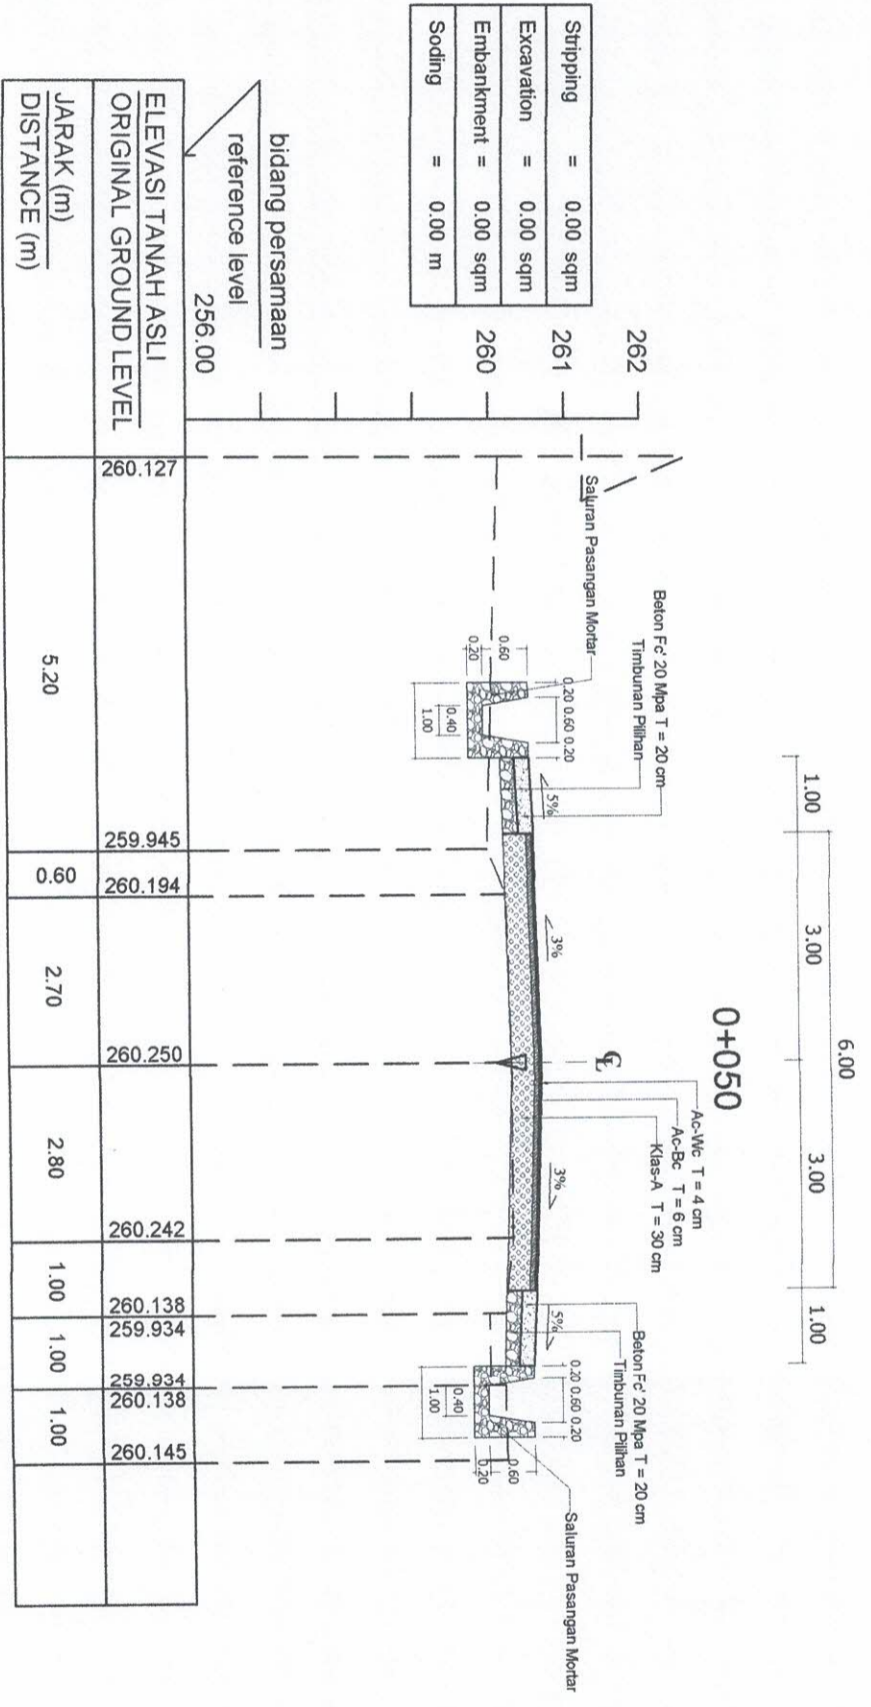 6.00
1.00
3.00
3.00
1.00
0+050
Stripping = 0.00 sqm
Excavation = 0.00 sqm
Embankment = 0.00 sqm
Soding = 0.00 m
262
261
260
Ac-Wc T = 4 cm
Ac-Bc T = 6 cm
Klas-A T = 30 cm
Beton Fc' 20 Mpa T = 20 cm
Timbunan Pilihan
Saluran Pasangan Mortar
Beton Fc' 20 Mpa T = 20 cm
Timbunan Pilihan
Saluran Pasangan Mortar
CL
5%
3%
3%
5%
0.20 0.60 0.20
0.60
0.20
0.40
1.00
0.20 0.60 0.20
0.60
0.20
0.40
1.00
bidang persamaan
reference level
256.00
ELEVASI TANAH ASLI
ORIGINAL GROUND LEVEL
260.127
259.945
260.194
260.250
260.242
260.138
259.934
259.934
260.138
260.145
JARAK (m)
DISTANCE (m)
5.20
0.60
2.70
2.80
1.00
1.00
1.00